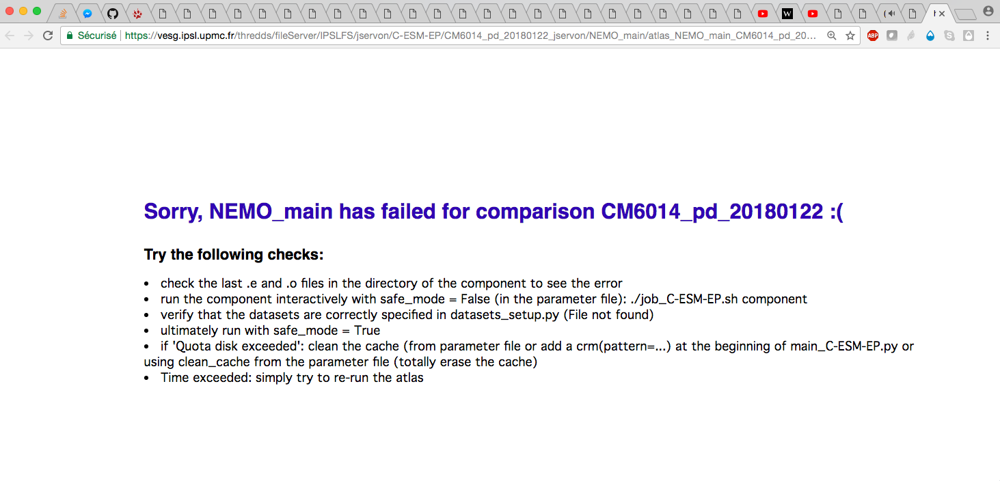 W
h
Sécurisé
https://vesg.ipsl.upmc.fr/thredds/fileServer/IPSLFS/jservon/C-ESM-EP/CM6014_pd_20180122_jservon/NEMO_main/atlas_NEMO_main_CM6014_pd_20...
ABP
Sorry, NEMO_main has failed for comparison CM6014_pd_20180122 :(
Try the following checks:
• check the last .e and .o files in the directory of the component to see the error
• run the component interactively with safe_mode = False (in the parameter file): ./job_C-ESM-EP.sh component
• verify that the datasets are correctly specified in datasets_setup.py (File not found)
• ultimately run with safe_mode = True
• if 'Quota disk exceeded': clean the cache (from parameter file or add a crm(pattern=...) at the beginning of main_C-ESM-EP.py or
using clean_cache from the parameter file (totally erase the cache)
• Time exceeded: simply try to re-run the atlas